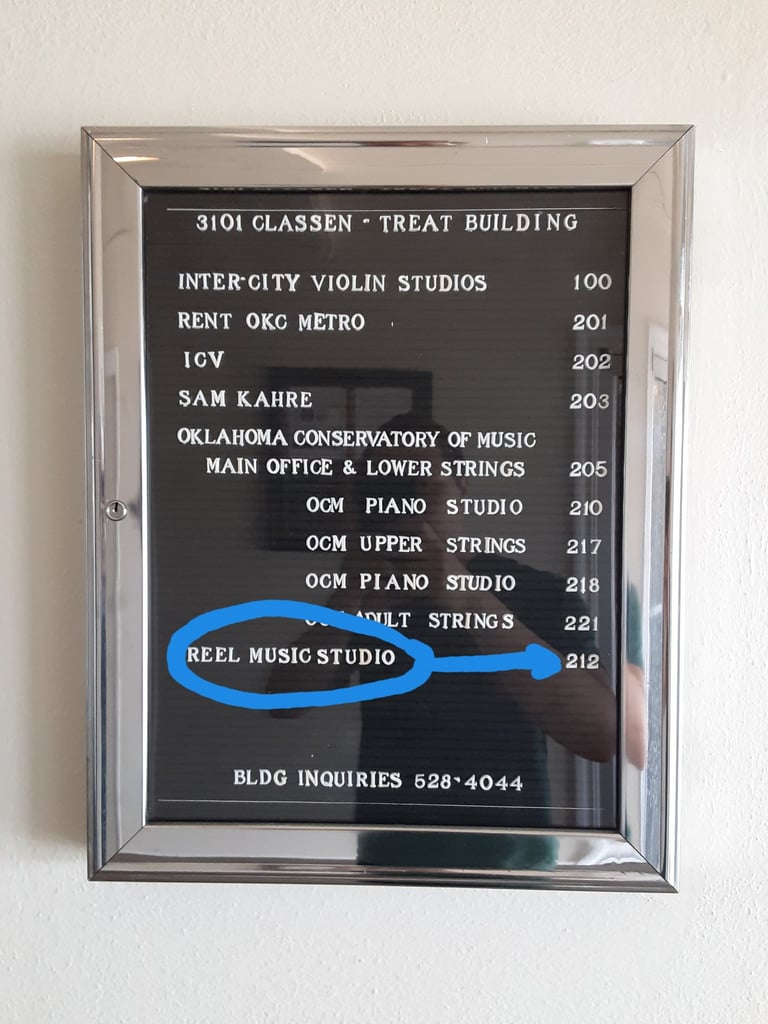 3101 CLASSEN - TREAT BUILDING
INTER-CITY VIOLIN STUDIOS 100
RENT OKC METRO 201
ICV 202
SAM KAHRE 203
OKLAHOMA CONSERVATORY OF MUSIC
MAIN OFFICE & LOWER STRINGS 205
OCM PIANO STUDIO 210
OCM UPPER STRINGS 217
OCM PIANO STUDIO 218
ADULT STRINGS 221
REEL MUSIC STUDIO 212
BLDG INQUIRIES 528-4044